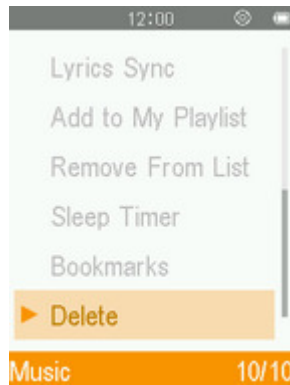 12:00
Lyrics Sync
Add to My Playlist
Remove From List
Sleep Timer
Bookmarks
Delete
Music 10/10